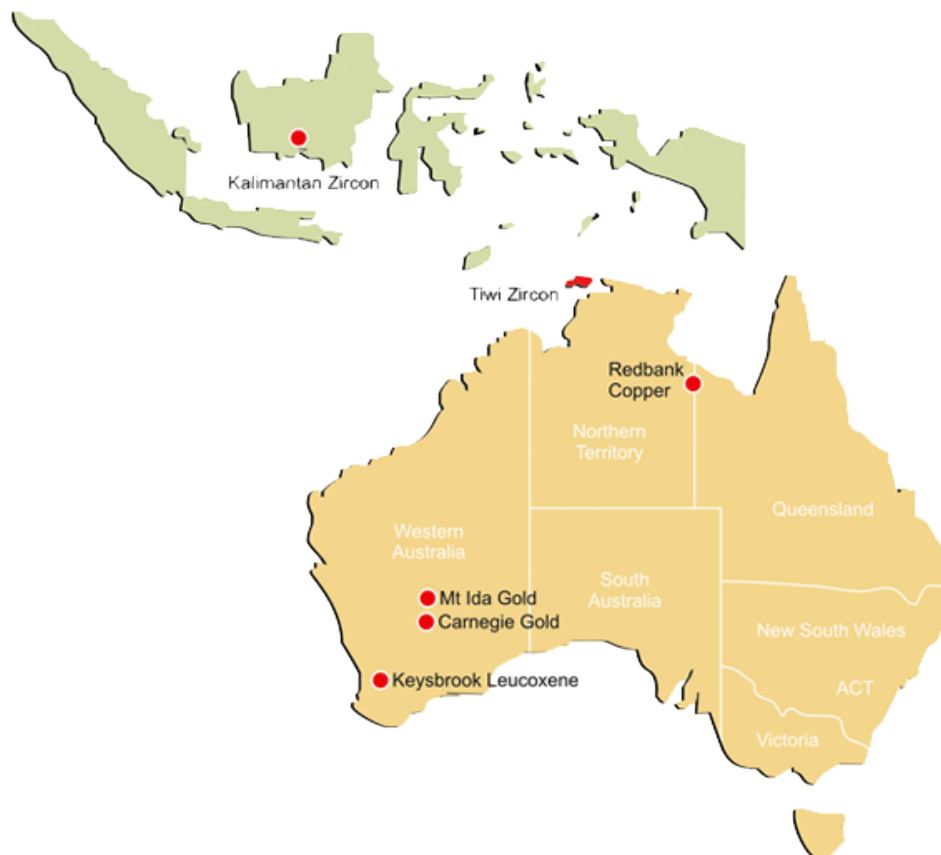 Kalimantan Zircon
Tiwi Zircon
Redbank
Copper
Northern
Territory
Queensland
Western
Australia
South
Australia
Mt Ida Gold
Carnegie Gold
New South Wales
Keysbrook Leucoxene
ACT
Victoria